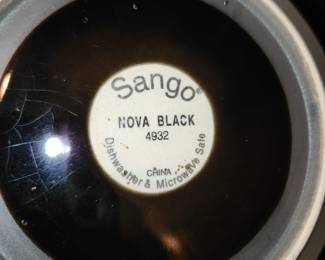 Sango®
NOVA BLACK
4932
CHINA
Dishwasher & Microwave Safe